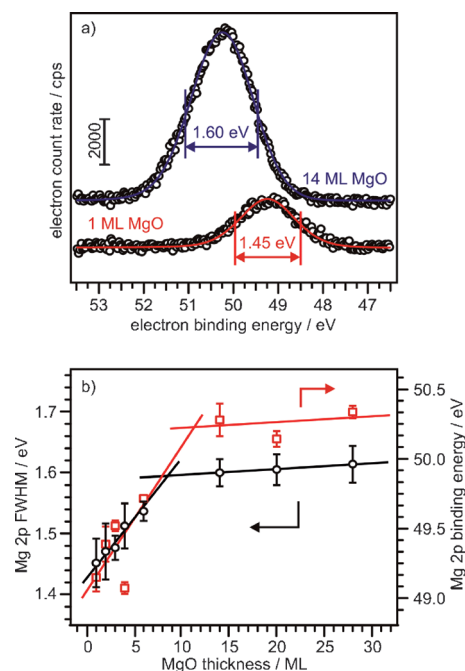 a)
electron count rate / cps
2000
1.60 eV
14 ML MgO
1 ML MgO
1.45 eV
53 52 51 50 49 48 47
electron binding energy / eV
b)
Mg 2p FWHM / eV
1.7
1.6
1.5
1.4
50.5
50.0
49.5
49.0
Mg 2p binding energy / eV
0 5 10 15 20 25 30
MgO thickness / ML